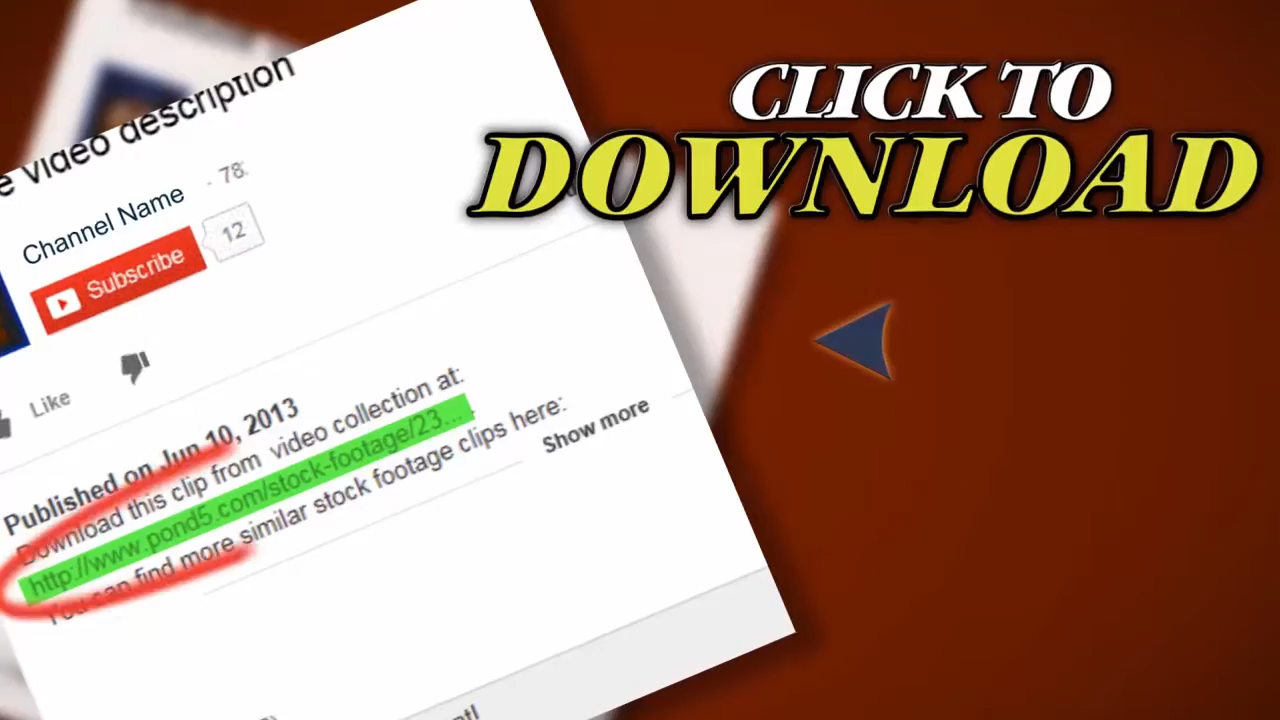 CLICK TO
DOWNLOAD
e video description
Channel Name
78
Subscribe
12
Like
Published on Jun 10, 2013
Download this clip from video collection at:
http://www.pond5.com/stock-footage/23...
You can find more similar stock footage clips here:
Show more